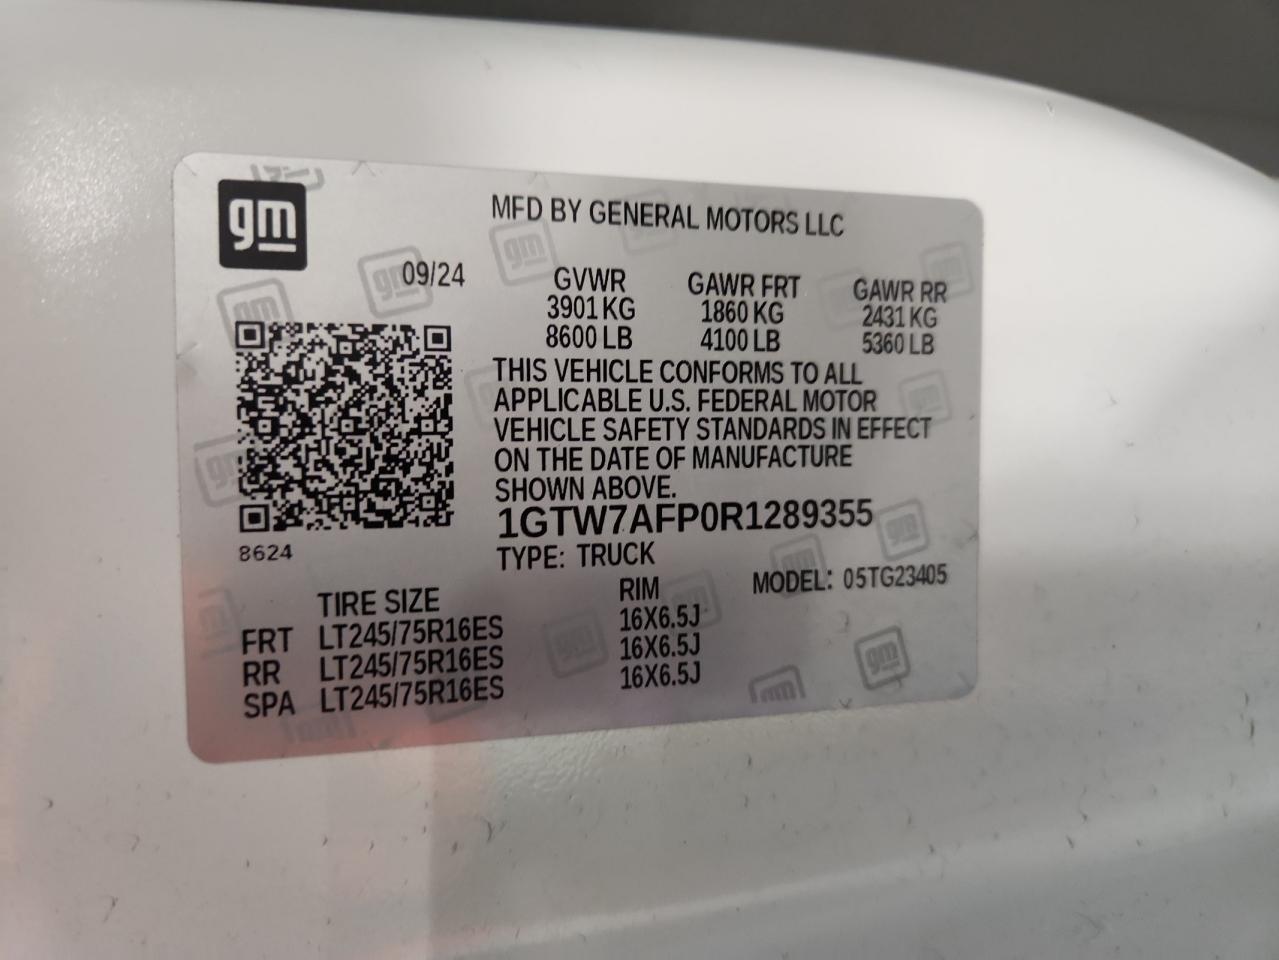 gm
MFD BY GENERAL MOTORS LLC
09/24
GVWR GAWR FRT GAWR RR
3901 KG 1860 KG 2431 KG
8600 LB 4100 LB 5360 LB
THIS VEHICLE CONFORMS TO ALL
APPLICABLE U.S. FEDERAL MOTOR
VEHICLE SAFETY STANDARDS IN EFFECT
ON THE DATE OF MANUFACTURE
SHOWN ABOVE.
1GTW7AFP0R1289355
8624
TYPE: TRUCK
MODEL: 05TG23405
TIRE SIZE RIM
FRT LT245/75R16ES 16X6.5J
RR LT245/75R16ES 16X6.5J
SPA LT245/75R16ES 16X6.5J